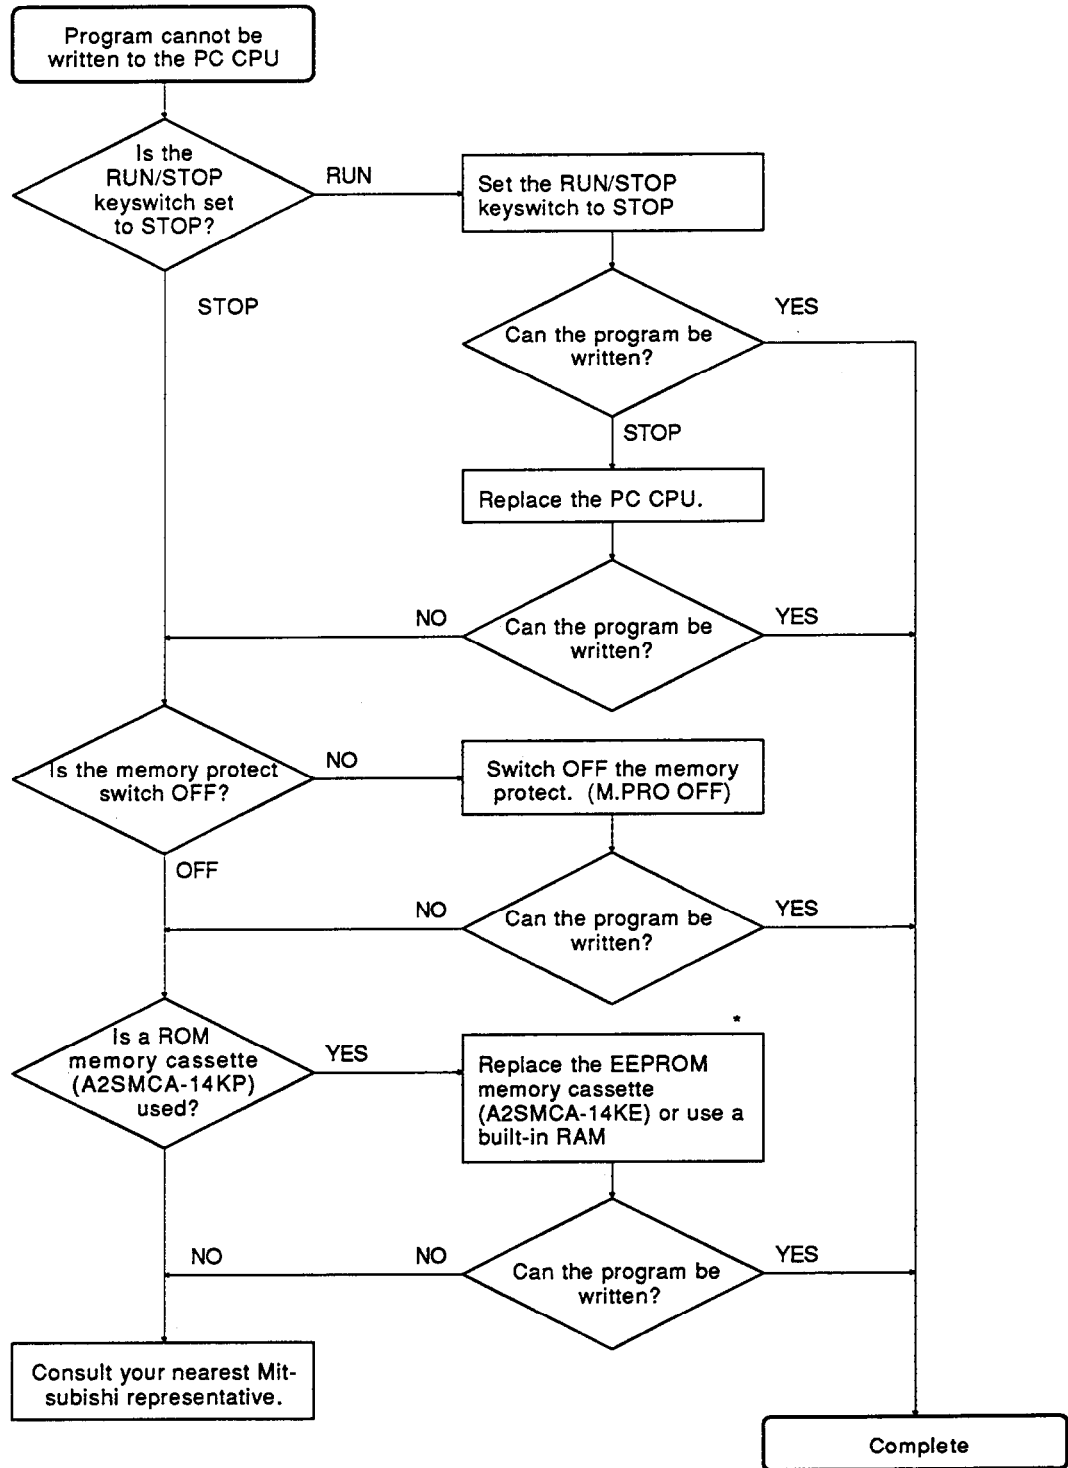 Program cannot be
written to the PC CPU
Is the
RUN/STOP
keyswitch set
to STOP?
RUN
Set the RUN/STOP
keyswitch to STOP
STOP
Can the program be
written?
YES
STOP
Replace the PC CPU.
NO
Can the program be
written?
YES
Is the memory protect
switch OFF?
NO
Switch OFF the memory
protect. (M.PRO OFF)
OFF
NO
Can the program be
written?
YES
*
Is a ROM
memory cassette
(A2SMCA-14KP)
used?
YES
Replace the EEPROM
memory cassette
(A2SMCA-14KE) or use a
built-in RAM
NO
NO
Can the program be
written?
YES
Consult your nearest Mit-
subishi representative.
Complete